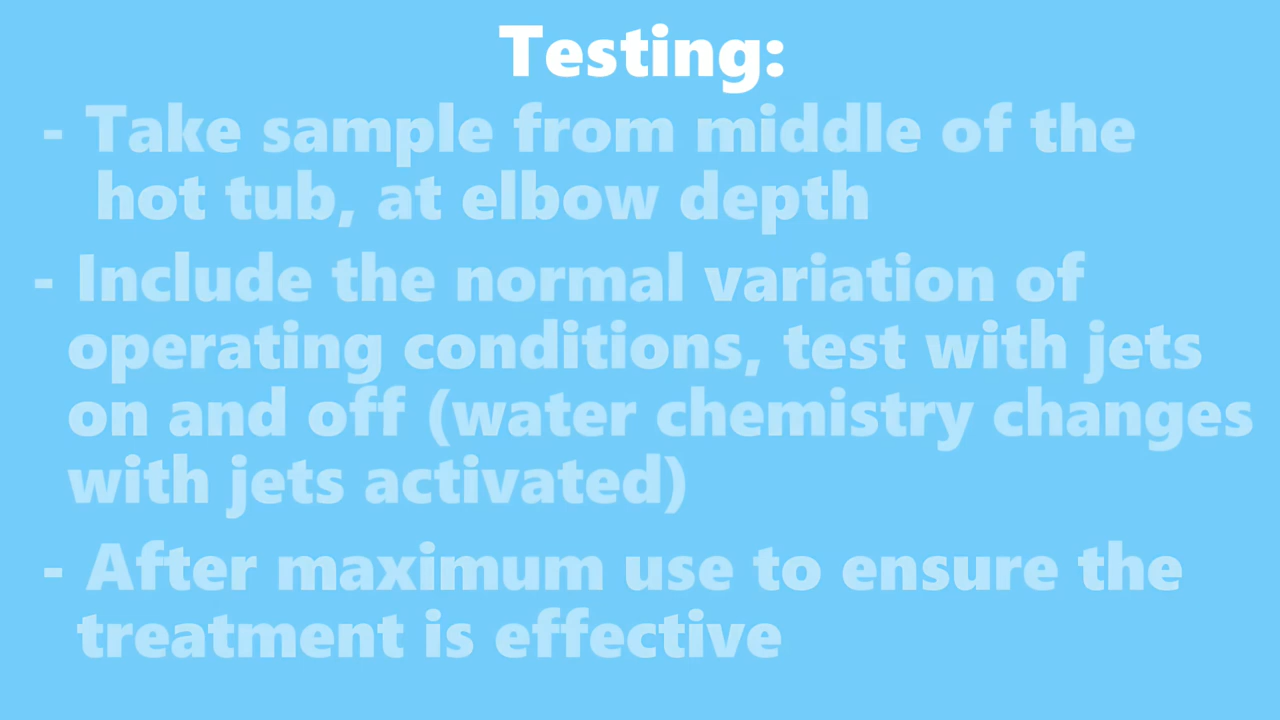 Testing:
- Take sample from middle of the
hot tub, at elbow depth
- Include the normal variation of
operating conditions, test with jets
on and off (water chemistry changes
with jets activated)
- After maximum use to ensure the
treatment is effective